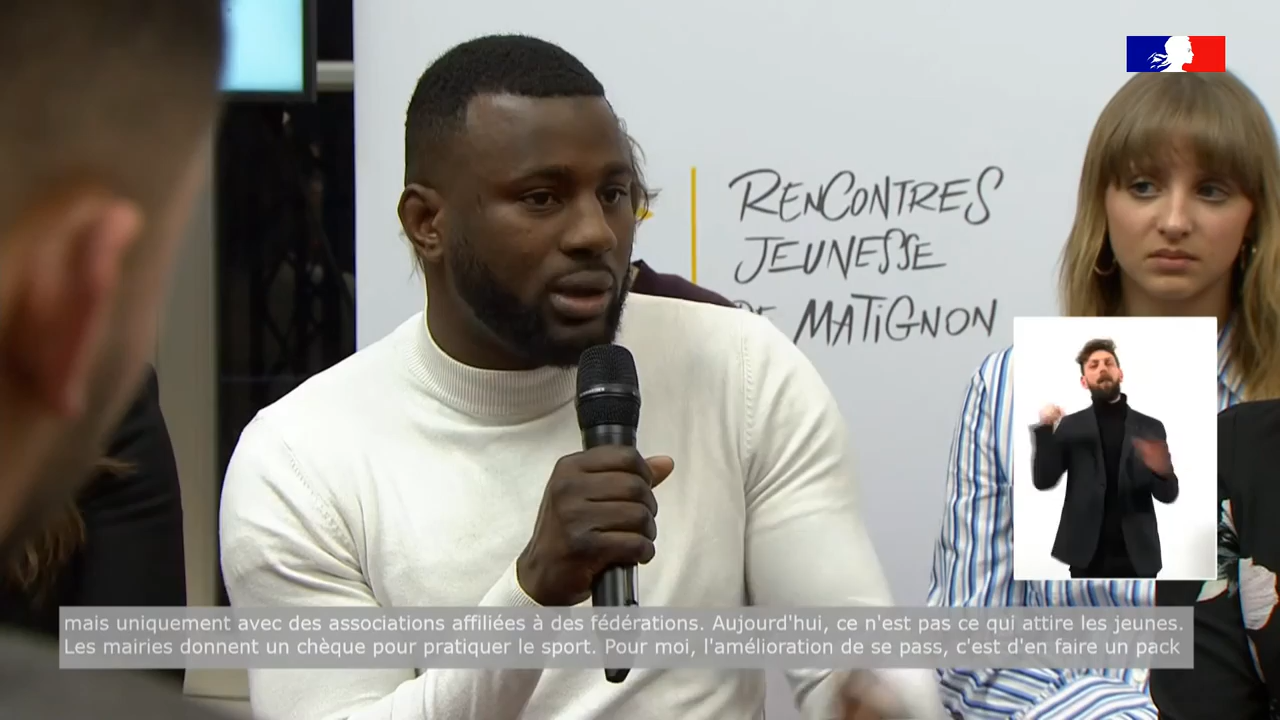 RENCONTRES
JEUNESSE
DE MATIGNON
mais uniquement avec des associations affiliées à des fédérations. Aujourd'hui, ce n'est pas ce qui attire les jeunes.
Les mairies donnent un chèque pour pratiquer le sport. Pour moi, l'amélioration de se pass, c'est d'en faire un pack